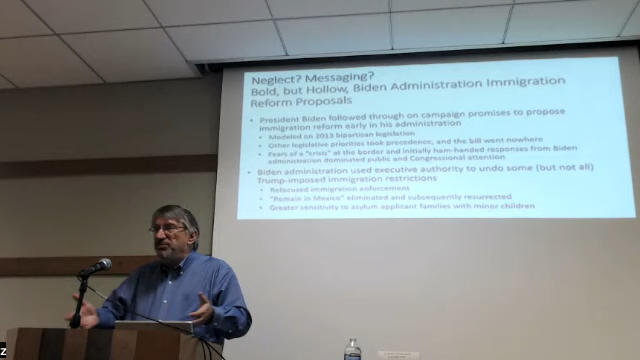 Neglect? Messaging?
Bold, but Hollow, Biden Administration Immigration
Reform Proposals
• President Biden followed through on campaign promises to propose
immigration reform early in his administration
• Modeled on 2013 bipartisan legislation
• Other legislative priorities took precedence, and the bill went nowhere
• Fears of a "crisis" at the border and initially ham-handed responses from Biden
administration dominated public and Congressional attention
• Biden administration used executive authority to undo some (but not all)
Trump-imposed immigration restrictions
• Refocused immigration enforcement
• "Remain in Mexico" eliminated and subsequently resurrected
• Greater sensitivity to asylum applicant families with minor children
Z